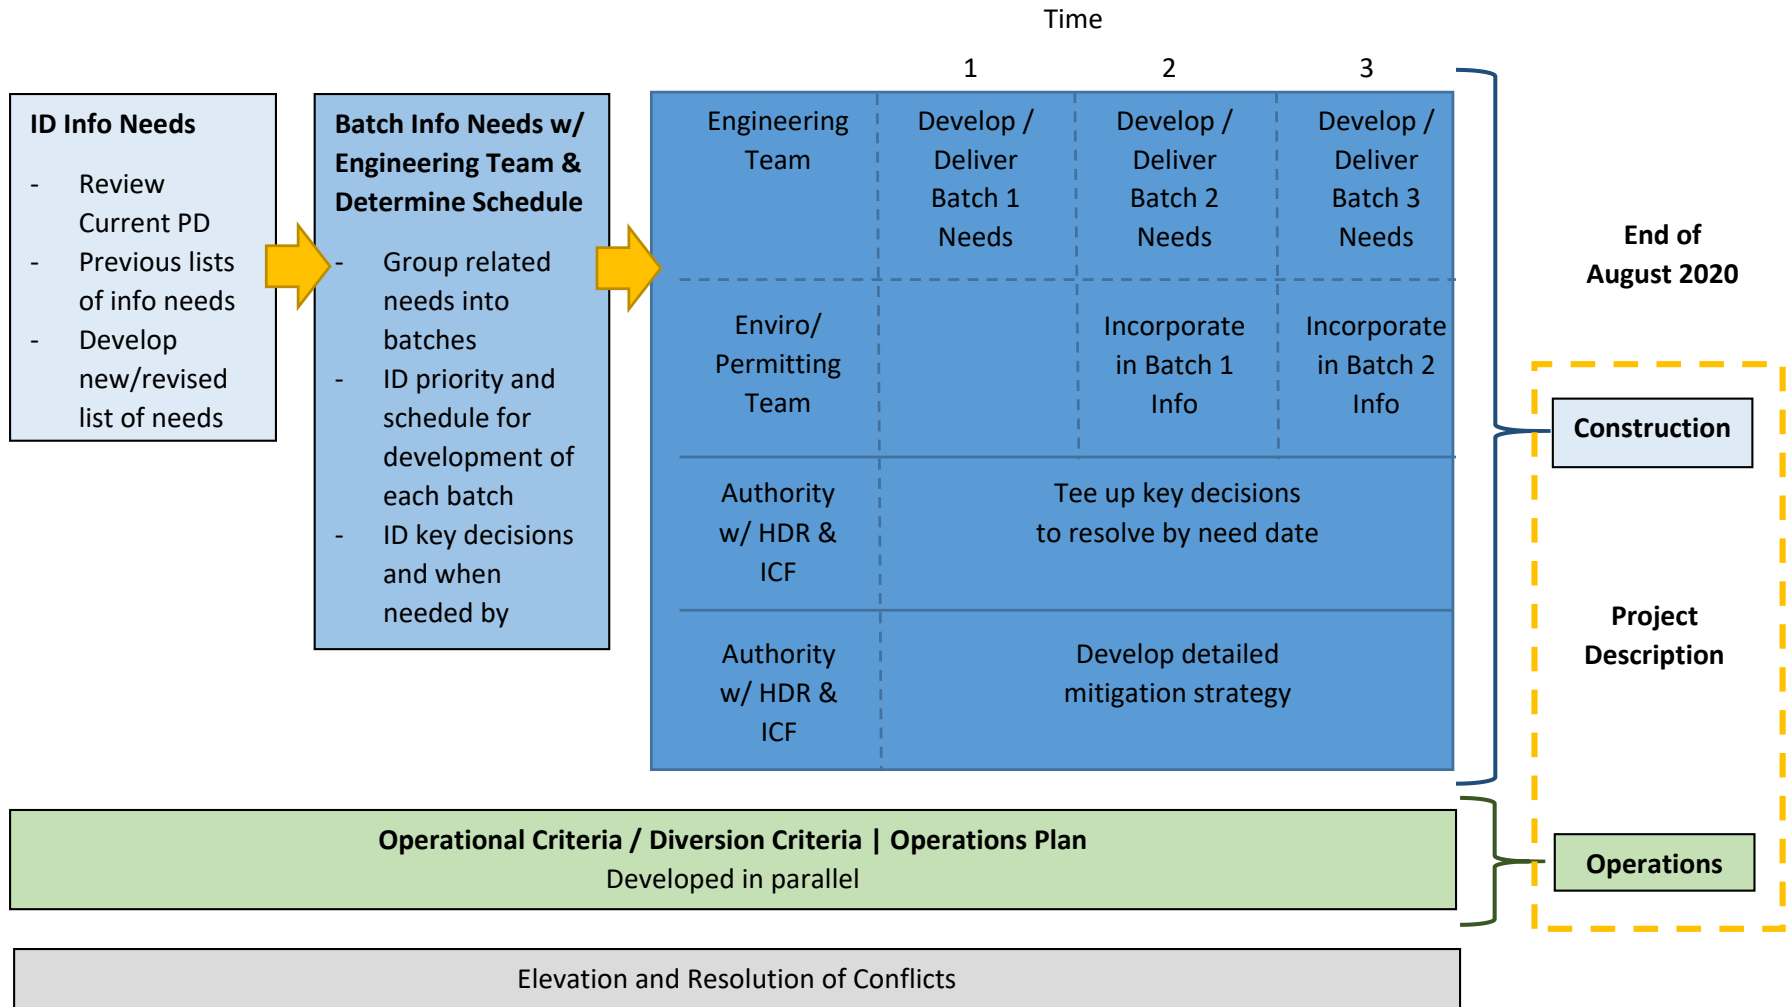 Time
1 2 3
ID Info Needs
- Review
Current PD
- Previous lists
of info needs
- Develop
new/revised
list of needs
Batch Info Needs w/
Engineering Team &
Determine Schedule
- Group related
needs into
batches
- ID priority and
schedule for
development of
each batch
- ID key decisions
and when
needed by
Engineering
Team
Develop /
Deliver
Batch 1
Needs
Develop /
Deliver
Batch 2
Needs
Develop /
Deliver
Batch 3
Needs
Enviro/
Permitting
Team
Incorporate
in Batch 1
Info
Incorporate
in Batch 2
Info
Authority
w/ HDR &
ICF
Tee up key decisions
to resolve by need date
Authority
w/ HDR &
ICF
Develop detailed
mitigation strategy
End of
August 2020
Construction
Project
Description
Operations
Operational Criteria / Diversion Criteria | Operations Plan
Developed in parallel
Elevation and Resolution of Conflicts